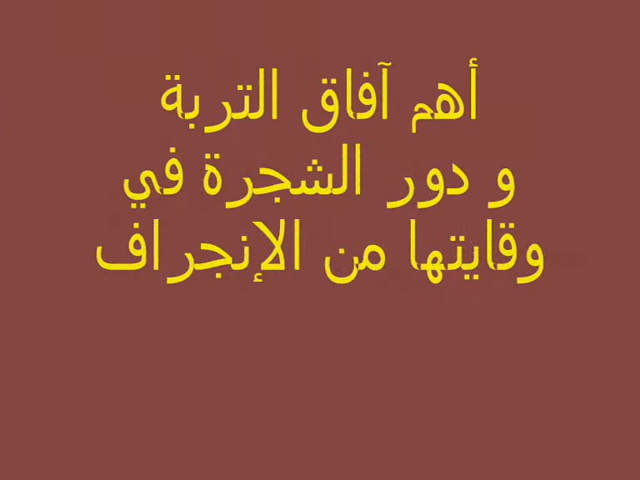 أهم آفاق التربة
و دور الشجرة في
وقايتها من الإنجراف